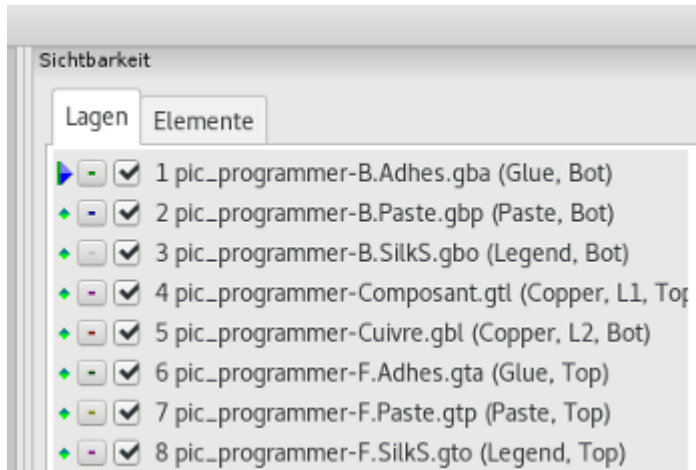 Sichtbarkeit
Lagen Elemente
1 pic_programmer-B.Adhes.gba (Glue, Bot)
2 pic_programmer-B.Paste.gbp (Paste, Bot)
3 pic_programmer-B.SilkS.gbo (Legend, Bot)
4 pic_programmer-Composant.gtl (Copper, L1, Top
5 pic_programmer-Cuivre.gbl (Copper, L2, Bot)
6 pic_programmer-F.Adhes.gta (Glue, Top)
7 pic_programmer-F.Paste.gtp (Paste, Top)
8 pic_programmer-F.SilkS.gto (Legend, Top)